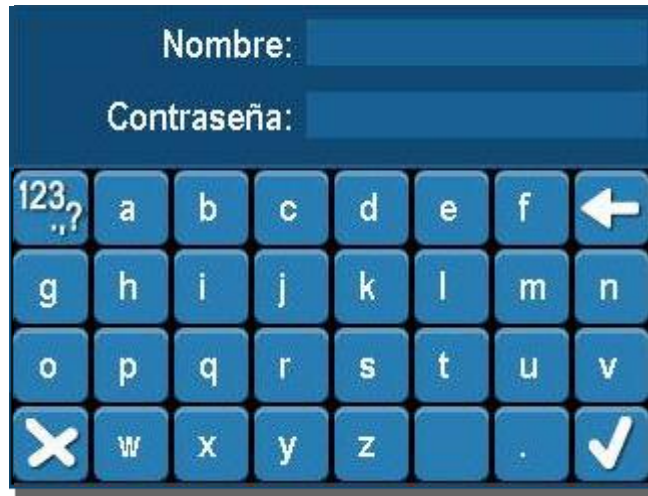 Nombre:
Contraseña:
123.,? a b c d e f
g h i j k l m n
o p q r s t u v
w x y z .